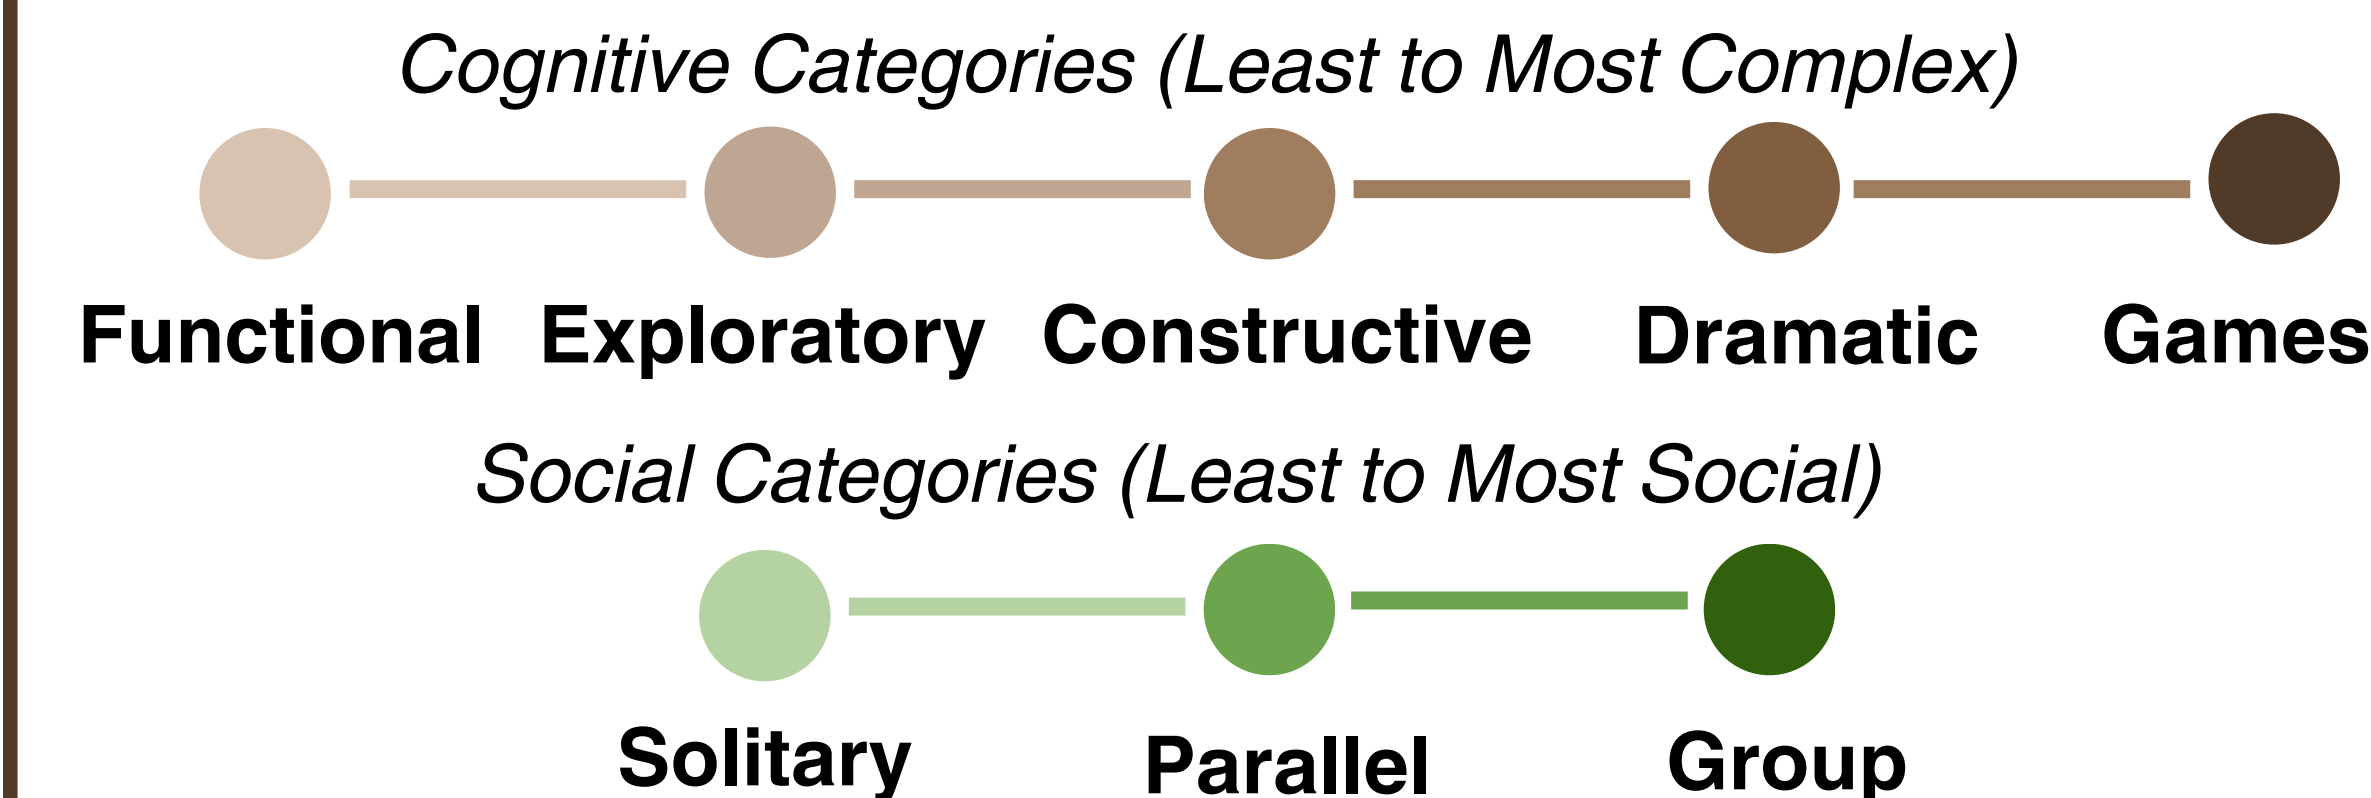 Cognitive Categories (Least to Most Complex)
Functional Exploratory Constructive Dramatic Games
Social Categories (Least to Most Social)
Solitary Parallel Group